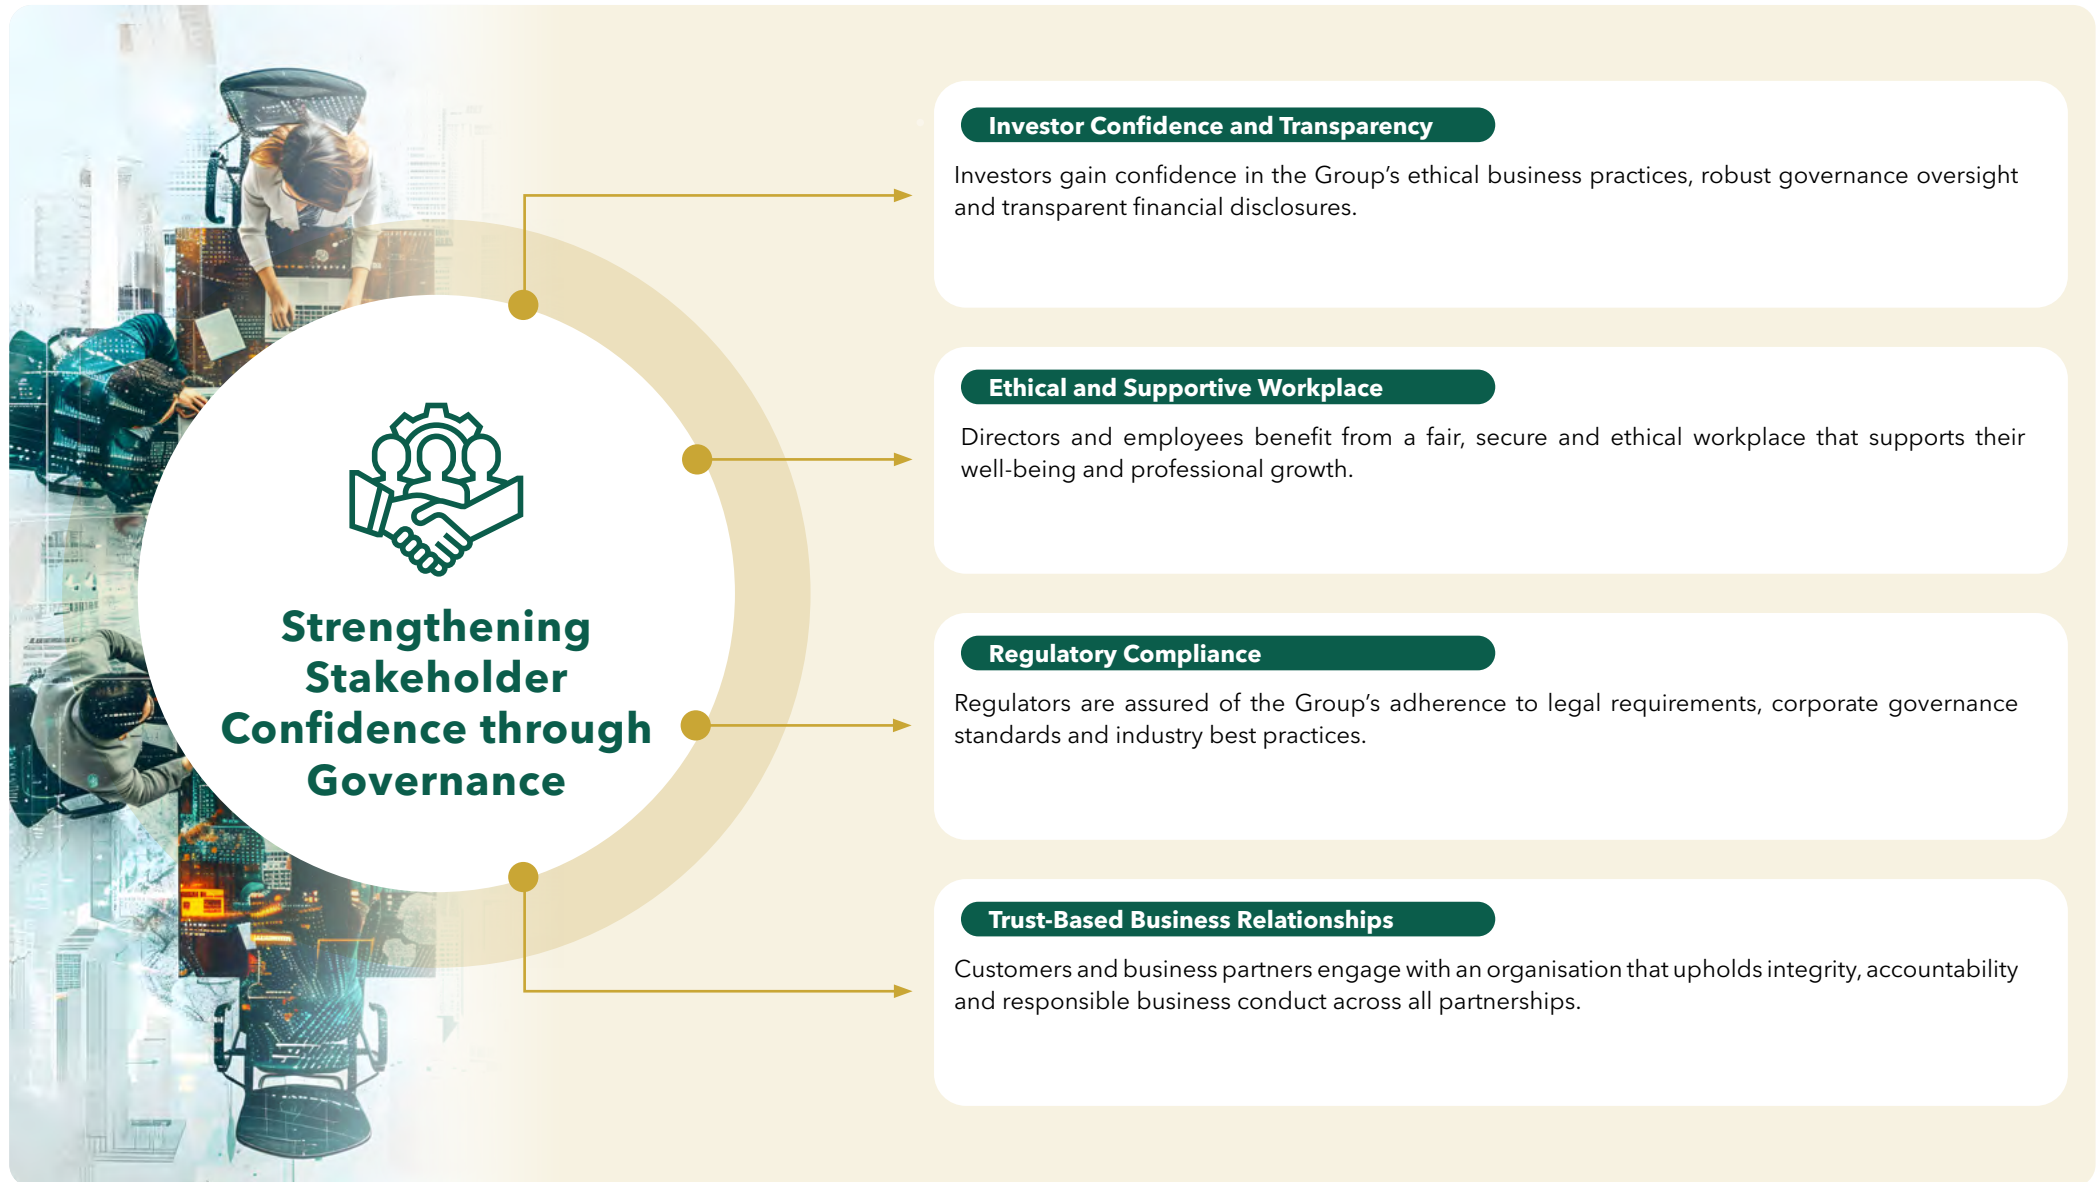 Strengthening
Stakeholder
Confidence through
Governance
Investor Confidence and Transparency
Investors gain confidence in the Group’s ethical business practices, robust governance oversight
and transparent financial disclosures.
Ethical and Supportive Workplace
Directors and employees benefit from a fair, secure and ethical workplace that supports their
well-being and professional growth.
Regulatory Compliance
Regulators are assured of the Group’s adherence to legal requirements, corporate governance
standards and industry best practices.
Trust-Based Business Relationships
Customers and business partners engage with an organisation that upholds integrity, accountability
and responsible business conduct across all partnerships.